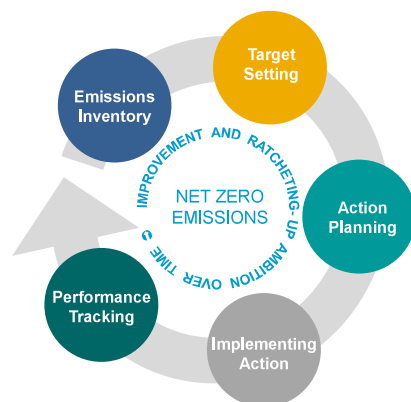 Target
Setting
Emissions
Inventory
IMPROVEMENT AND RATCHETING-UP AMBITION OVER TIME
NET ZERO
EMISSIONS
Action
Planning
Performance
Tracking
Implementing
Action